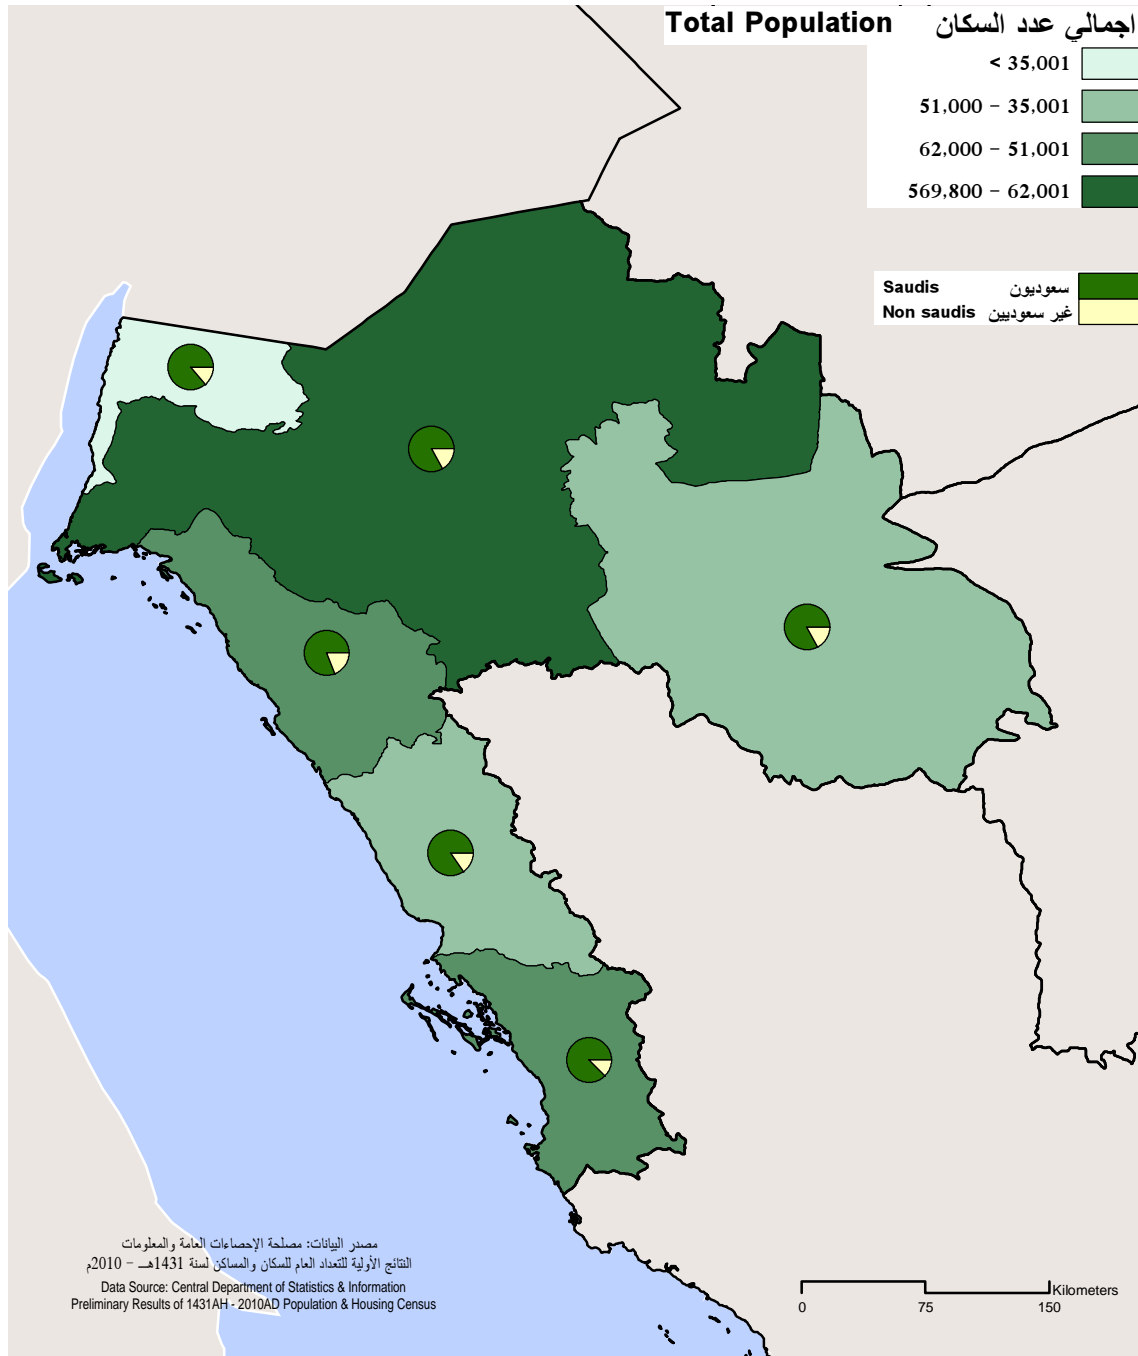 Total Population اجمالي عدد السكان
< 35,001
51,000 - 35,001
62,000 - 51,001
569,800 - 62,001
Saudis سعوديون
Non saudis غير سعوديين
مصدر البيانات: مصلحة الإحصاءات العامة والمعلومات
النتائج الأولية للتعداد العام للسكان والمساكن لسنة 1431هـ - 2010م
Data Source: Central Department of Statistics & Information
Preliminary Results of 1431AH - 2010AD Population & Housing Census
Kilometers
0 75 150